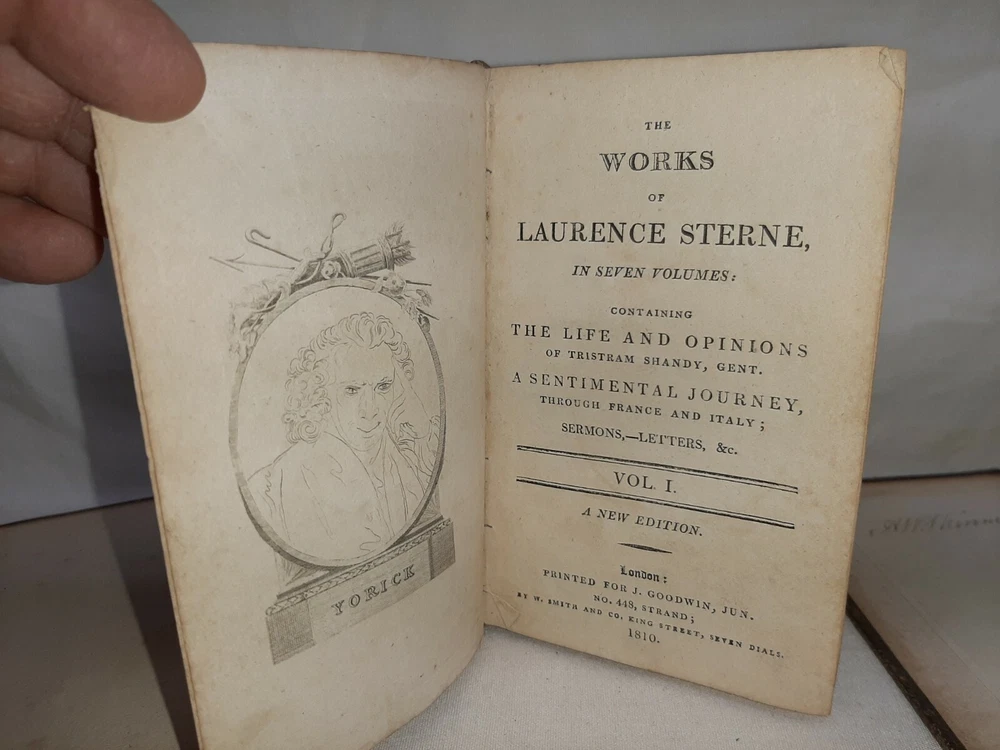 YORICK
THE
WORKS
OF
LAURENCE STERNE,
IN SEVEN VOLUMES:
CONTAINING
THE LIFE AND OPINIONS
OF TRISTRAM SHANDY, GENT.
A SENTIMENTAL JOURNEY,
THROUGH FRANCE AND ITALY;
SERMONS,—LETTERS, &c.
VOL. I.
A NEW EDITION.
London:
PRINTED FOR J. GOODWIN, JUN.
NO. 448, STRAND;
BY W. SMITH AND CO. KING STREET, SEVEN DIALS.
1810.